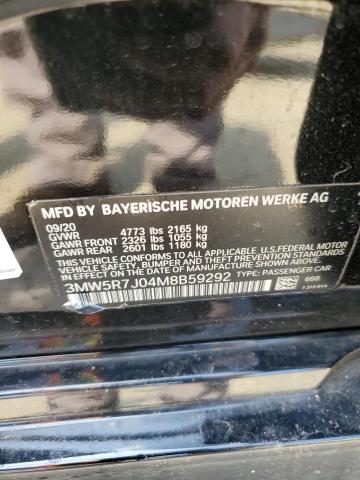 MFD BY BAYERISCHE MOTOREN WERKE AG
09/20
GVWR 4773 lbs 2165 kg
GAWR FRONT 2326 lbs 1055 kg
GAWR REAR 2601 lbs 1180 kg
THIS VEHICLE CONFORMS TO ALL APPLICABLE U.S.FEDERAL MOTOR
VEHICLE SAFETY, BUMPER, AND THEFT PREVENTION STANDARDS
IN EFFECT ON THE DATE OF MANUFACTURE SHOWN ABOVE.
3MW5R7J04M8B59292 TYPE: PASSENGER CAR
668